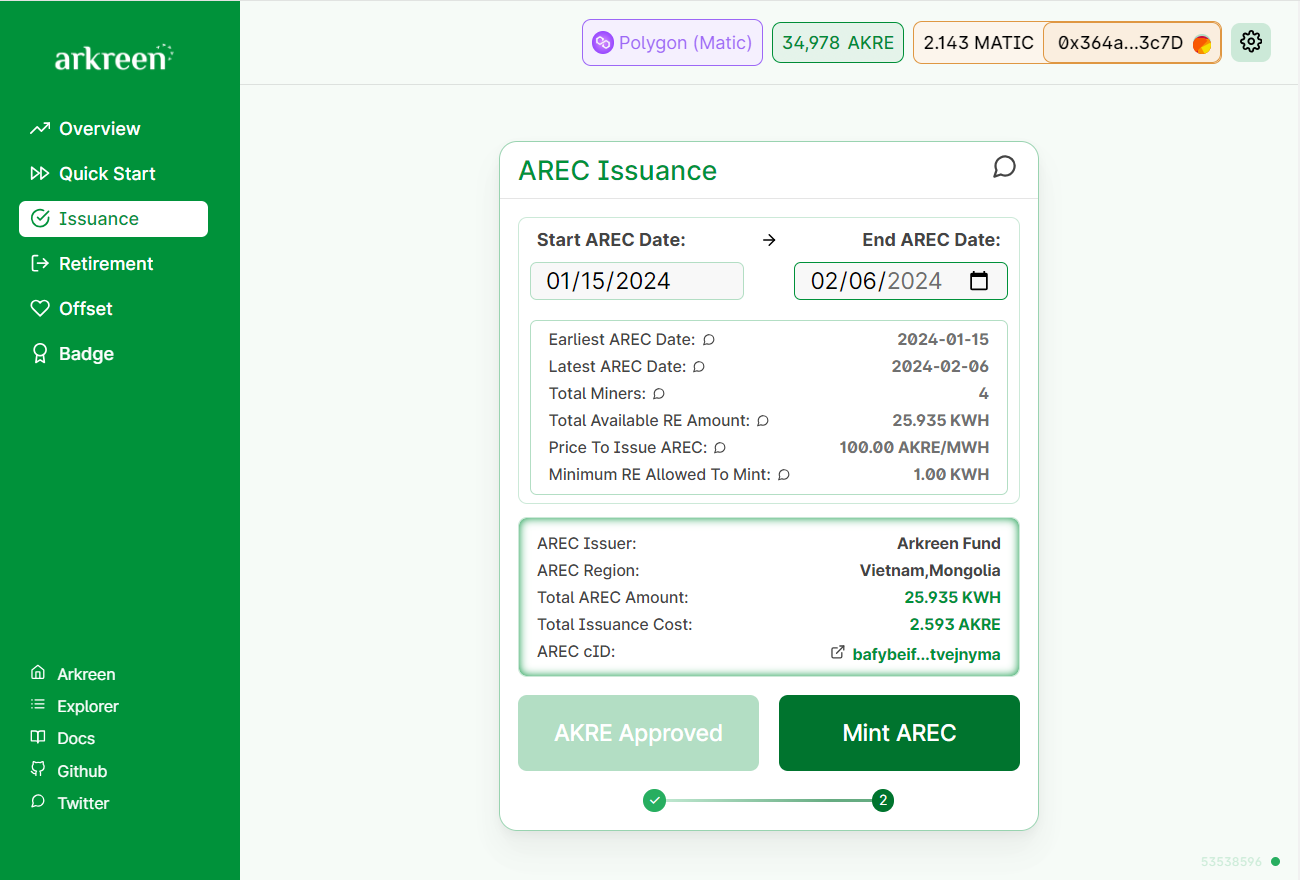 arkreen
Polygon (Matic)
34,978 AKRE
2.143 MATIC
0x364a...3c7D
Overview
Quick Start
Issuance
Retirement
Offset
Badge
Arkreen
Explorer
Docs
Github
Twitter
AREC Issuance
Start AREC Date: → End AREC Date:
01/15/2024 02/06/2024
Earliest AREC Date: 2024-01-15
Latest AREC Date: 2024-02-06
Total Miners: 4
Total Available RE Amount: 25.935 KWH
Price To Issue AREC: 100.00 AKRE/MWH
Minimum RE Allowed To Mint: 1.00 KWH
AREC Issuer: Arkreen Fund
AREC Region: Vietnam,Mongolia
Total AREC Amount: 25.935 KWH
Total Issuance Cost: 2.593 AKRE
AREC cID: bafybeif...tvejnyma
AKRE Approved Mint AREC
2
53538596